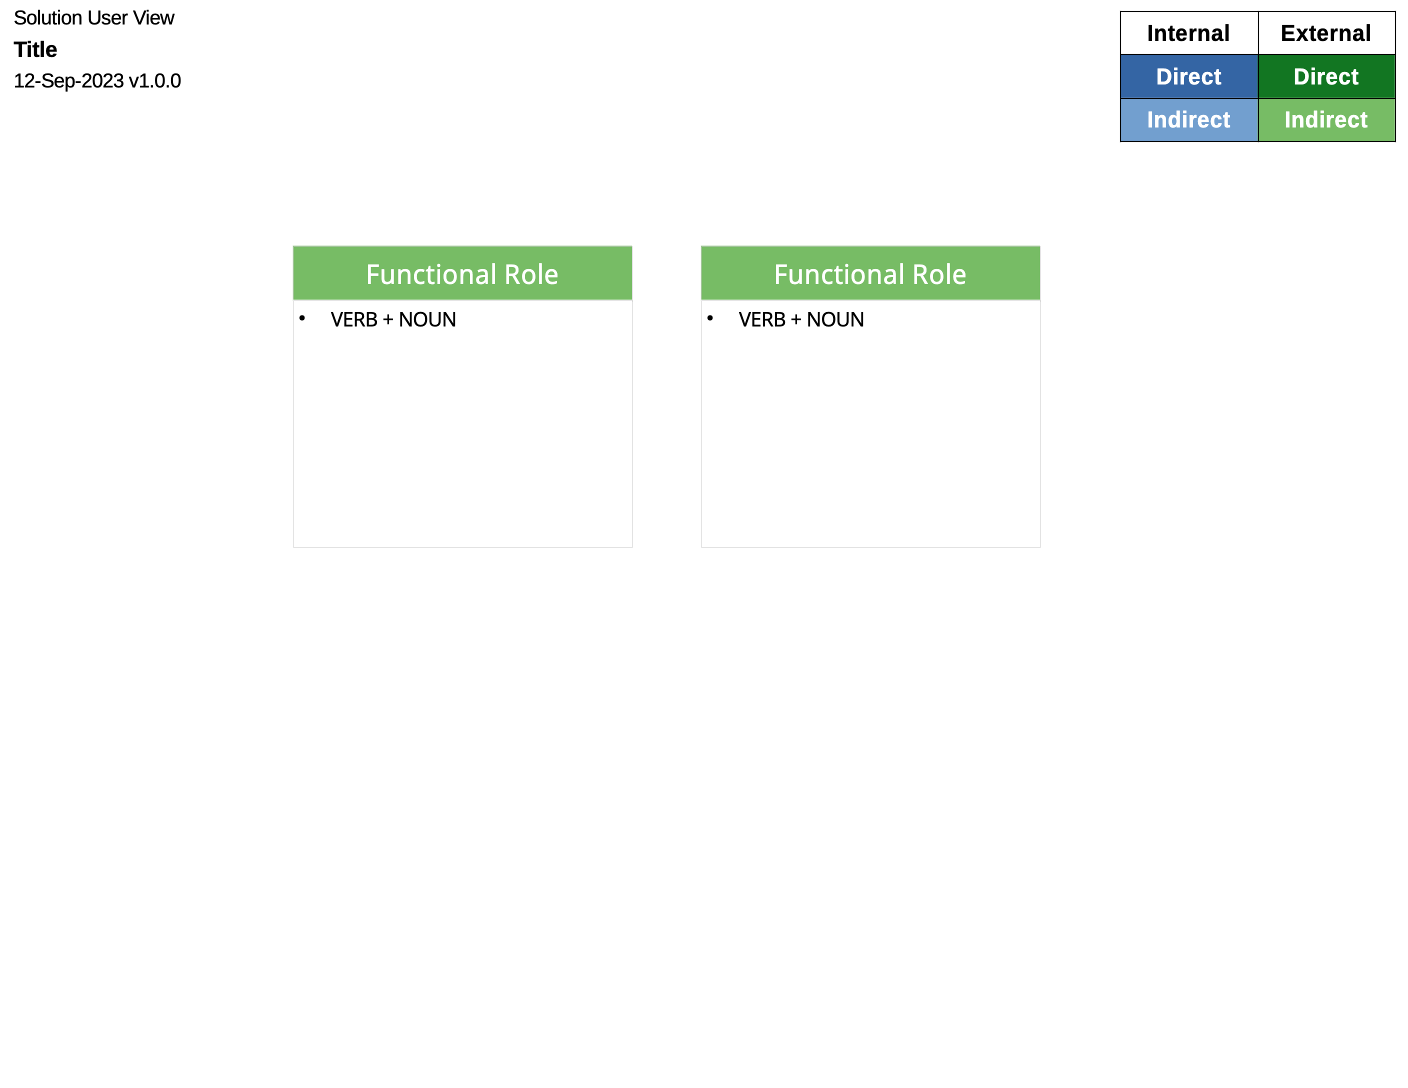 Solution User View
Title
12-Sep-2023 v1.0.0
Internal External
Direct Direct
Indirect Indirect
Functional Role
• VERB + NOUN
Functional Role
• VERB + NOUN